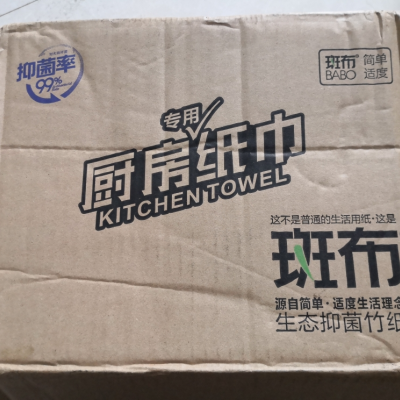 抑菌率
99%
斑布
BABO
简单
适度
专用
厨房纸巾
KITCHEN TOWEL
这不是普通的生活用纸·这是
斑布
源自简单·适度生活理念
生态抑菌竹纸